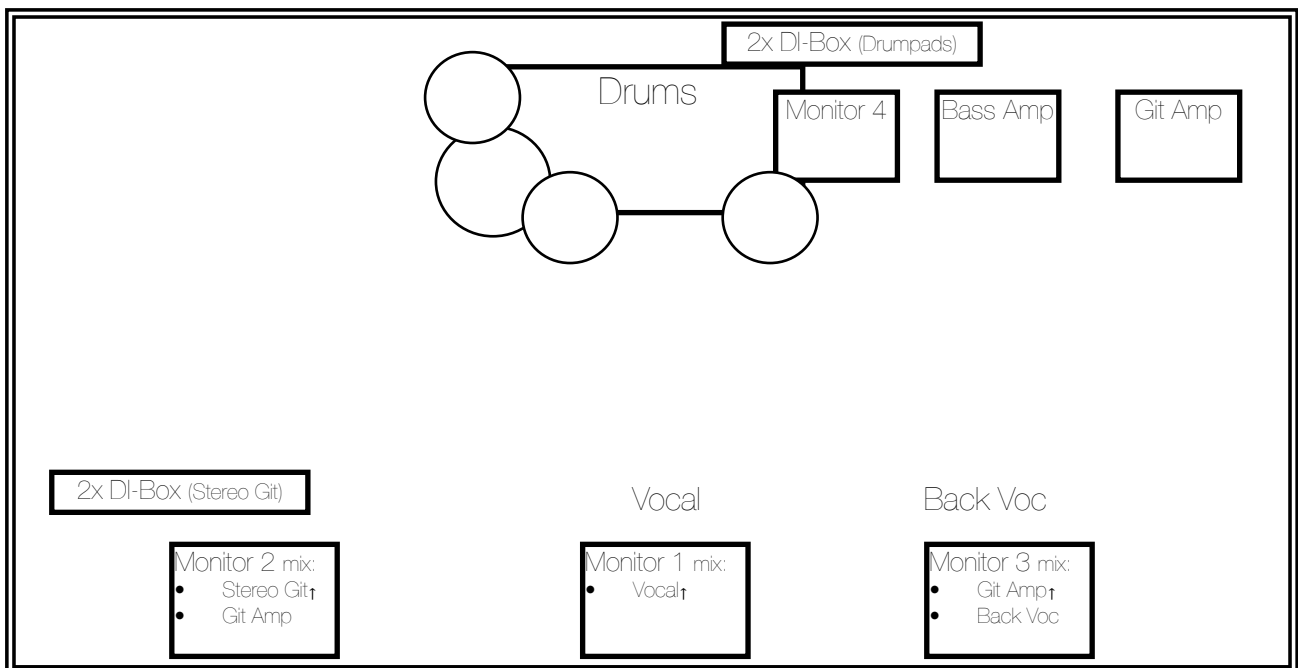 2x DI-Box (Drumpads)
Drums
Monitor 4
Bass Amp
Git Amp
2x DI-Box (Stereo Git)
Vocal
Back Voc
Monitor 2 mix:
• Stereo Git↑
• Git Amp
Monitor 1 mix:
• Vocal↑
Monitor 3 mix:
• Git Amp↑
• Back Voc